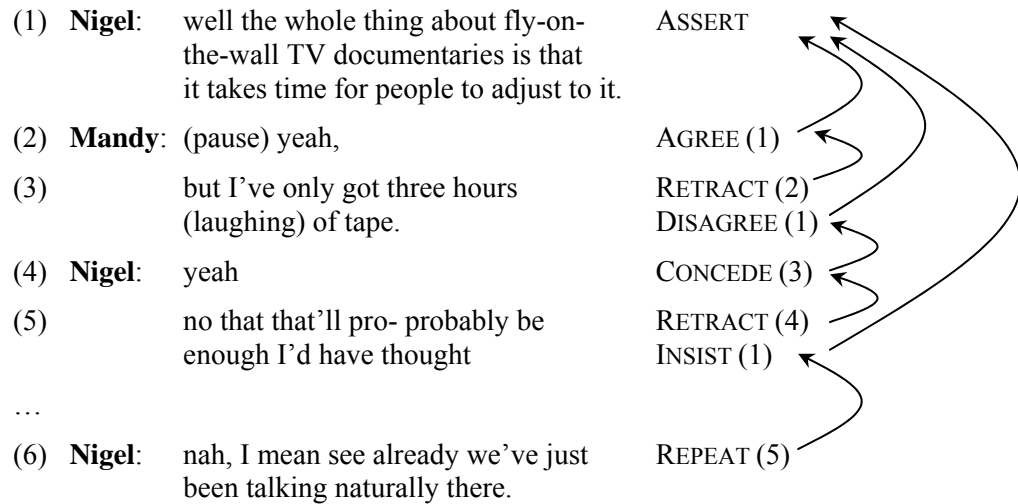 (1) Nigel: well the whole thing about fly-on- ASSERT
the-wall TV documentaries is that
it takes time for people to adjust to it.
(2) Mandy: (pause) yeah, AGREE (1)
(3) but I've only got three hours RETRACT (2)
(laughing) of tape. DISAGREE (1)
(4) Nigel: yeah CONCEDE (3)
(5) no that that'll pro- probably be RETRACT (4)
enough I'd have thought INSIST (1)
…
(6) Nigel: nah, I mean see already we've just REPEAT (5)
been talking naturally there.